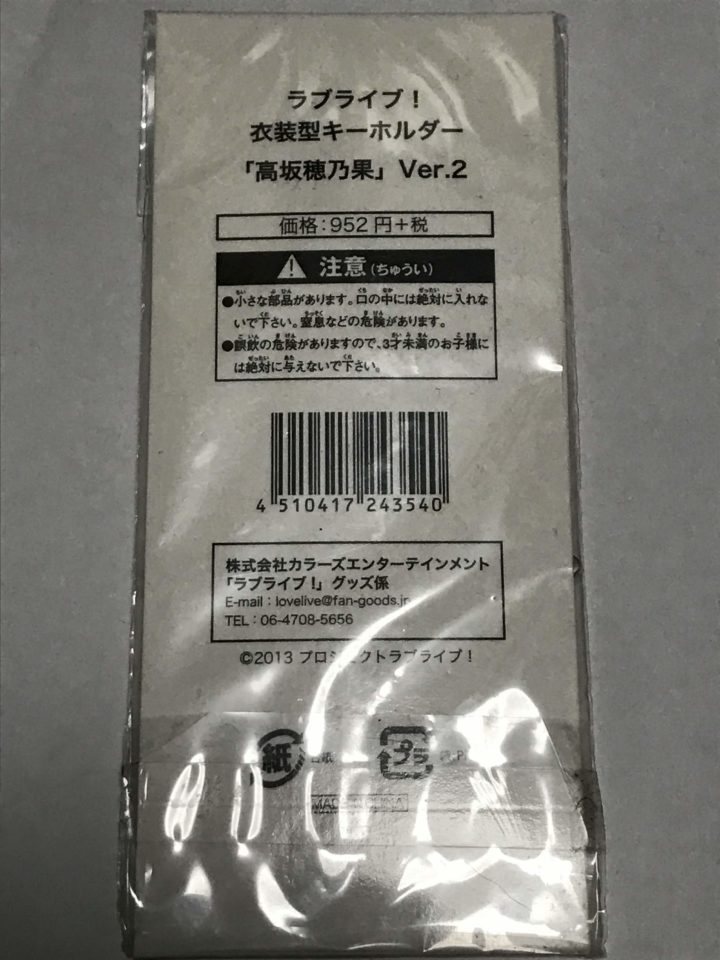 ラブライブ！
衣装型キーホルダー
「高坂穂乃果」Ver.2
価格：952円＋税
注意（ちゅうい）
●小さな部品があります。口の中には絶対に入れな
いで下さい。窒息などの危険があります。
●誤飲の危険がありますので、3才未満のお子様に
は絶対に与えないで下さい。
4 510417 243540
株式会社カラーズエンターテインメント
「ラブライブ！」グッズ係
E-mail：lovelive@fan-goods.jp
TEL：06-4708-5656
©2013 プロジェクトラブライブ！
紙 台紙 プラ 袋,P
MADE IN CHINA